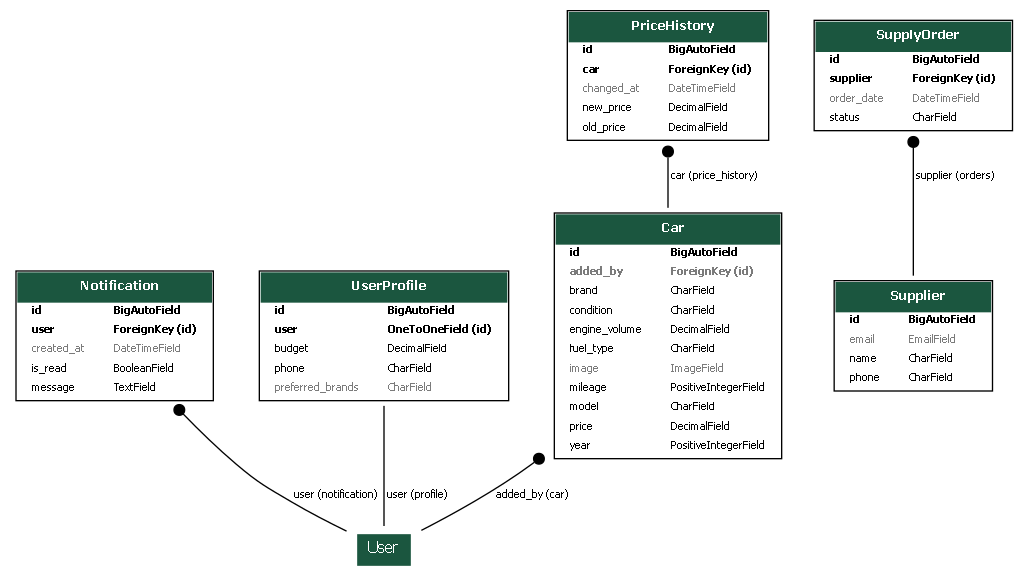 PriceHistory
id BigAutoField
car ForeignKey (id)
changed_at DateTimeField
new_price DecimalField
old_price DecimalField
SupplyOrder
id BigAutoField
supplier ForeignKey (id)
order_date DateTimeField
status CharField
car (price_history)
supplier (orders)
Car
id BigAutoField
added_by ForeignKey (id)
brand CharField
condition CharField
engine_volume DecimalField
fuel_type CharField
image ImageField
mileage PositiveIntegerField
model CharField
price DecimalField
year PositiveIntegerField
Notification
id BigAutoField
user ForeignKey (id)
created_at DateTimeField
is_read BooleanField
message TextField
UserProfile
id BigAutoField
user OneToOneField (id)
budget DecimalField
phone CharField
preferred_brands CharField
Supplier
id BigAutoField
email EmailField
name CharField
phone CharField
user (notification)
user (profile)
added_by (car)
User